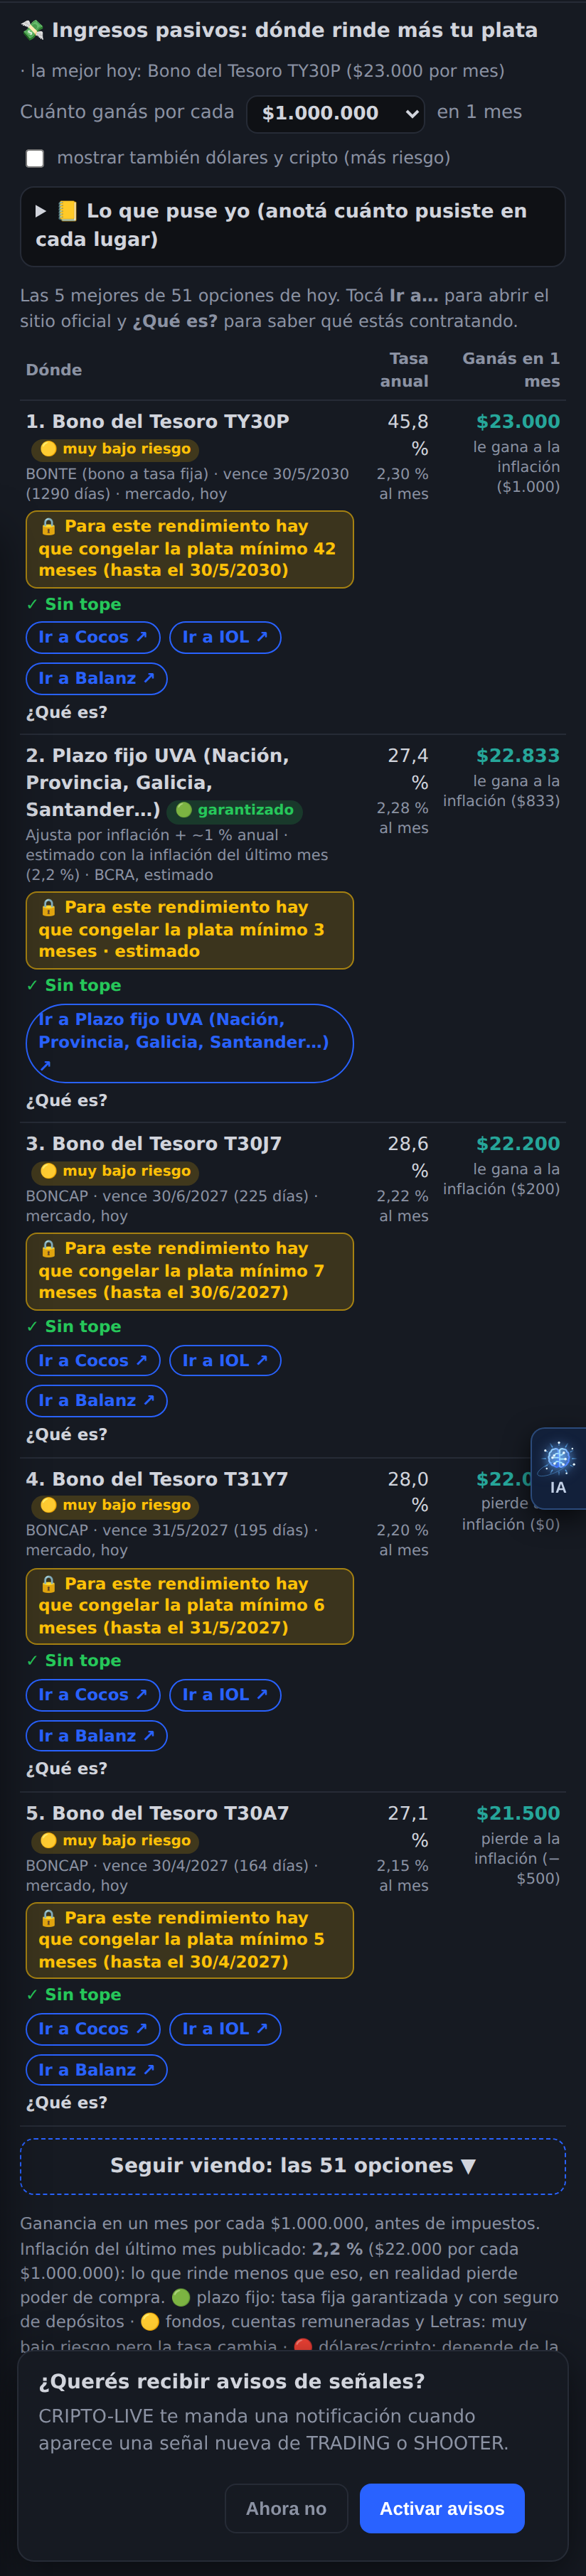 💸 Ingresos pasivos: dónde rinde más tu plata
· la mejor hoy: Bono del Tesoro TY30P ($23.000 por mes)
Cuánto ganás por cada $1.000.000 en 1 mes
mostrar también dólares y cripto (más riesgo)
▶ 📒 Lo que puse yo (anotá cuánto pusiste en
cada lugar)
Las 5 mejores de 51 opciones de hoy. Tocá Ir a… para abrir el
sitio oficial y ¿Qué es? para saber qué estás contratando.
Dónde
Tasa
anual
Ganás en 1
mes
1. Bono del Tesoro TY30P
🟡 muy bajo riesgo
BONTE (bono a tasa fija) · vence 30/5/2030
(1290 días) · mercado, hoy
🔒 Para este rendimiento hay
que congelar la plata mínimo 42
meses (hasta el 30/5/2030)
✓ Sin tope
Ir a Cocos ↗ Ir a IOL ↗
Ir a Balanz ↗
¿Qué es?
45,8
%
2,30 %
al mes
$23.000
le gana a la
inflación
($1.000)
2. Plazo fijo UVA (Nación,
Provincia, Galicia,
Santander…) 🟢 garantizado
Ajusta por inflación + ~1 % anual ·
estimado con la inflación del último mes
(2,2 %) · BCRA, estimado
🔒 Para este rendimiento hay
que congelar la plata mínimo 3
meses · estimado
✓ Sin tope
Ir a Plazo fijo UVA (Nación,
Provincia, Galicia, Santander…)
↗
¿Qué es?
27,4
%
2,28 %
al mes
$22.833
le gana a la
inflación ($833)
3. Bono del Tesoro T30J7
🟡 muy bajo riesgo
BONCAP · vence 30/6/2027 (225 días) ·
mercado, hoy
🔒 Para este rendimiento hay
que congelar la plata mínimo 7
meses (hasta el 30/6/2027)
✓ Sin tope
Ir a Cocos ↗ Ir a IOL ↗
Ir a Balanz ↗
¿Qué es?
28,6
%
2,22 %
al mes
$22.200
le gana a la
inflación ($200)
4. Bono del Tesoro T31Y7
🟡 muy bajo riesgo
BONCAP · vence 31/5/2027 (195 días) ·
mercado, hoy
🔒 Para este rendimiento hay
que congelar la plata mínimo 6
meses (hasta el 31/5/2027)
✓ Sin tope
Ir a Cocos ↗ Ir a IOL ↗
Ir a Balanz ↗
¿Qué es?
28,0
%
2,20 %
al mes
pierde
inflación ($0)
IA
5. Bono del Tesoro T30A7
🟡 muy bajo riesgo
BONCAP · vence 30/4/2027 (164 días) ·
mercado, hoy
🔒 Para este rendimiento hay
que congelar la plata mínimo 5
meses (hasta el 30/4/2027)
✓ Sin tope
Ir a Cocos ↗ Ir a IOL ↗
Ir a Balanz ↗
¿Qué es?
27,1
%
2,15 %
al mes
$21.500
pierde a la
inflación (−
$500)
Seguir viendo: las 51 opciones ▼
Ganancia en un mes por cada $1.000.000, antes de impuestos.
Inflación del último mes publicado: 2,2 % ($22.000 por cada
$1.000.000): lo que rinde menos que eso, en realidad pierde
poder de compra. 🟢 plazo fijo: tasa fija garantizada y con seguro
de depósitos · 🟡 fondos, cuentas remuneradas y Letras: muy
bajo riesgo pero la tasa cambia · 🔴 dólares/cripto: depende de la
¿Querés recibir avisos de señales?
CRIPTO-LIVE te manda una notificación cuando
aparece una señal nueva de TRADING o SHOOTER.
Ahora no
Activar avisos